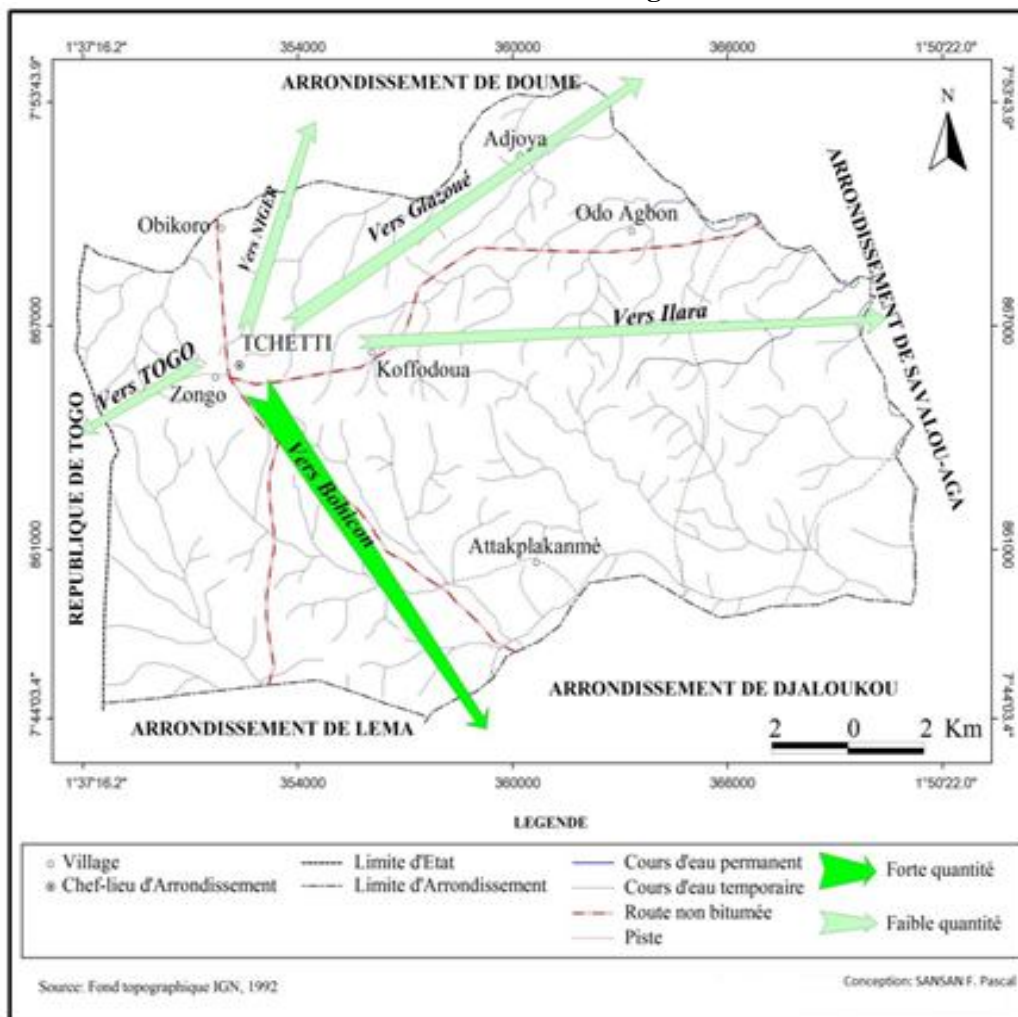 1°37'16.2"
354000
360000
366000
1°50'22.0"
7°53'43.9"
7°53'43.9"
ARRONDISSEMENT DE DOUME
N
Adjoya
Vers NIGER
Vers Glazoué
Obikoro
Odo Agbon
ARRONDISSEMENT DE SAVALOU-AGA
867000
867000
Vers Ilara
TCHETTI
Koffodoua
Vers TOGO
Zongo
REPUBLIQUE DE TOGO
Vers Bohicon
861000
861000
Attakplakanmè
7°44'03.4"
7°44'03.4"
ARRONDISSEMENT DE DJALOUKOU
ARRONDISSEMENT DE LEMA
2 0 2 Km
1°37'16.2"
354000
360000
366000
1°50'22.0"
LEGENDE
Village
Chef-lieu d'Arrondissement
Limite d'Etat
Limite d'Arrondissement
Cours d'eau permanent
Cours d'eau temporaire
Route non bitumée
Piste
Forte quantité
Faible quantité
Source: Fond topographique IGN, 1992
Conception: SANSAN F. Pascal